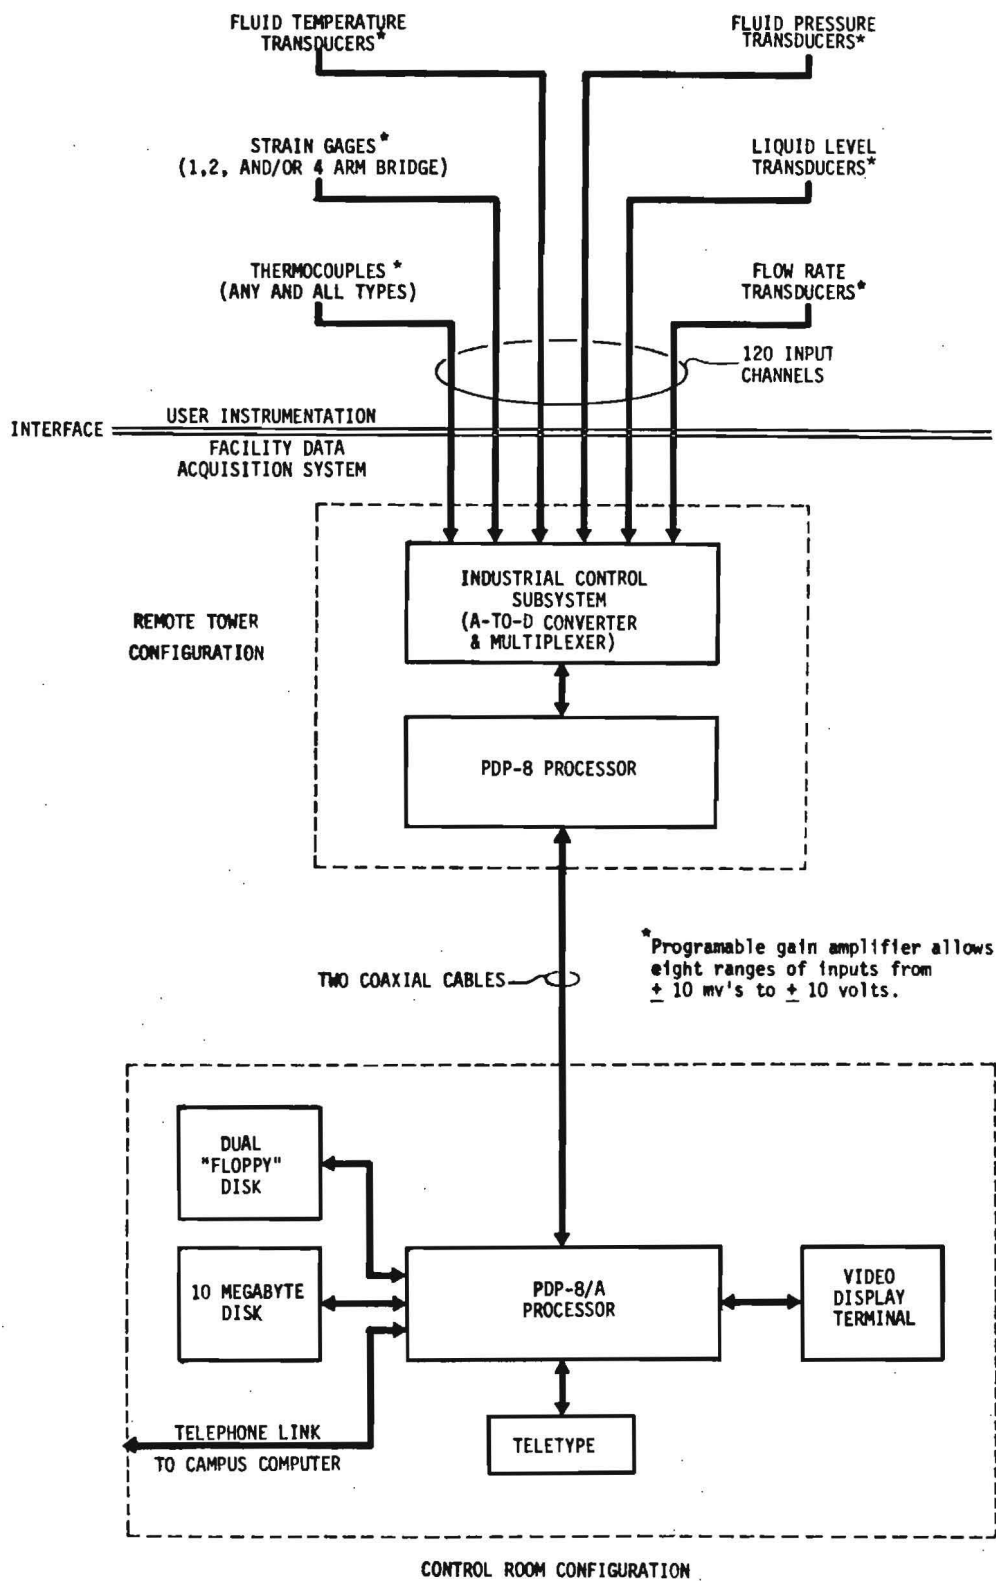 FLUID TEMPERATURE
TRANSDUCERS*
FLUID PRESSURE
TRANSDUCERS*
STRAIN GAGES*
(1,2, AND/OR 4 ARM BRIDGE)
LIQUID LEVEL
TRANSDUCERS*
THERMOCOUPLES *
(ANY AND ALL TYPES)
FLOW RATE
TRANSDUCERS*
120 INPUT
CHANNELS
USER INSTRUMENTATION
INTERFACE
FACILITY DATA
ACQUISITION SYSTEM
INDUSTRIAL CONTROL
SUBSYSTEM
(A-TO-D CONVERTER
& MULTIPLEXER)
REMOTE TOWER
CONFIGURATION
PDP-8 PROCESSOR
*Programable gain amplifier allows
eight ranges of inputs from
± 10 mv's to ± 10 volts.
TWO COAXIAL CABLES
DUAL
"FLOPPY"
DISK
10 MEGABYTE
DISK
PDP-8/A
PROCESSOR
VIDEO
DISPLAY
TERMINAL
TELEPHONE LINK
TO CAMPUS COMPUTER
TELETYPE
CONTROL ROOM CONFIGURATION